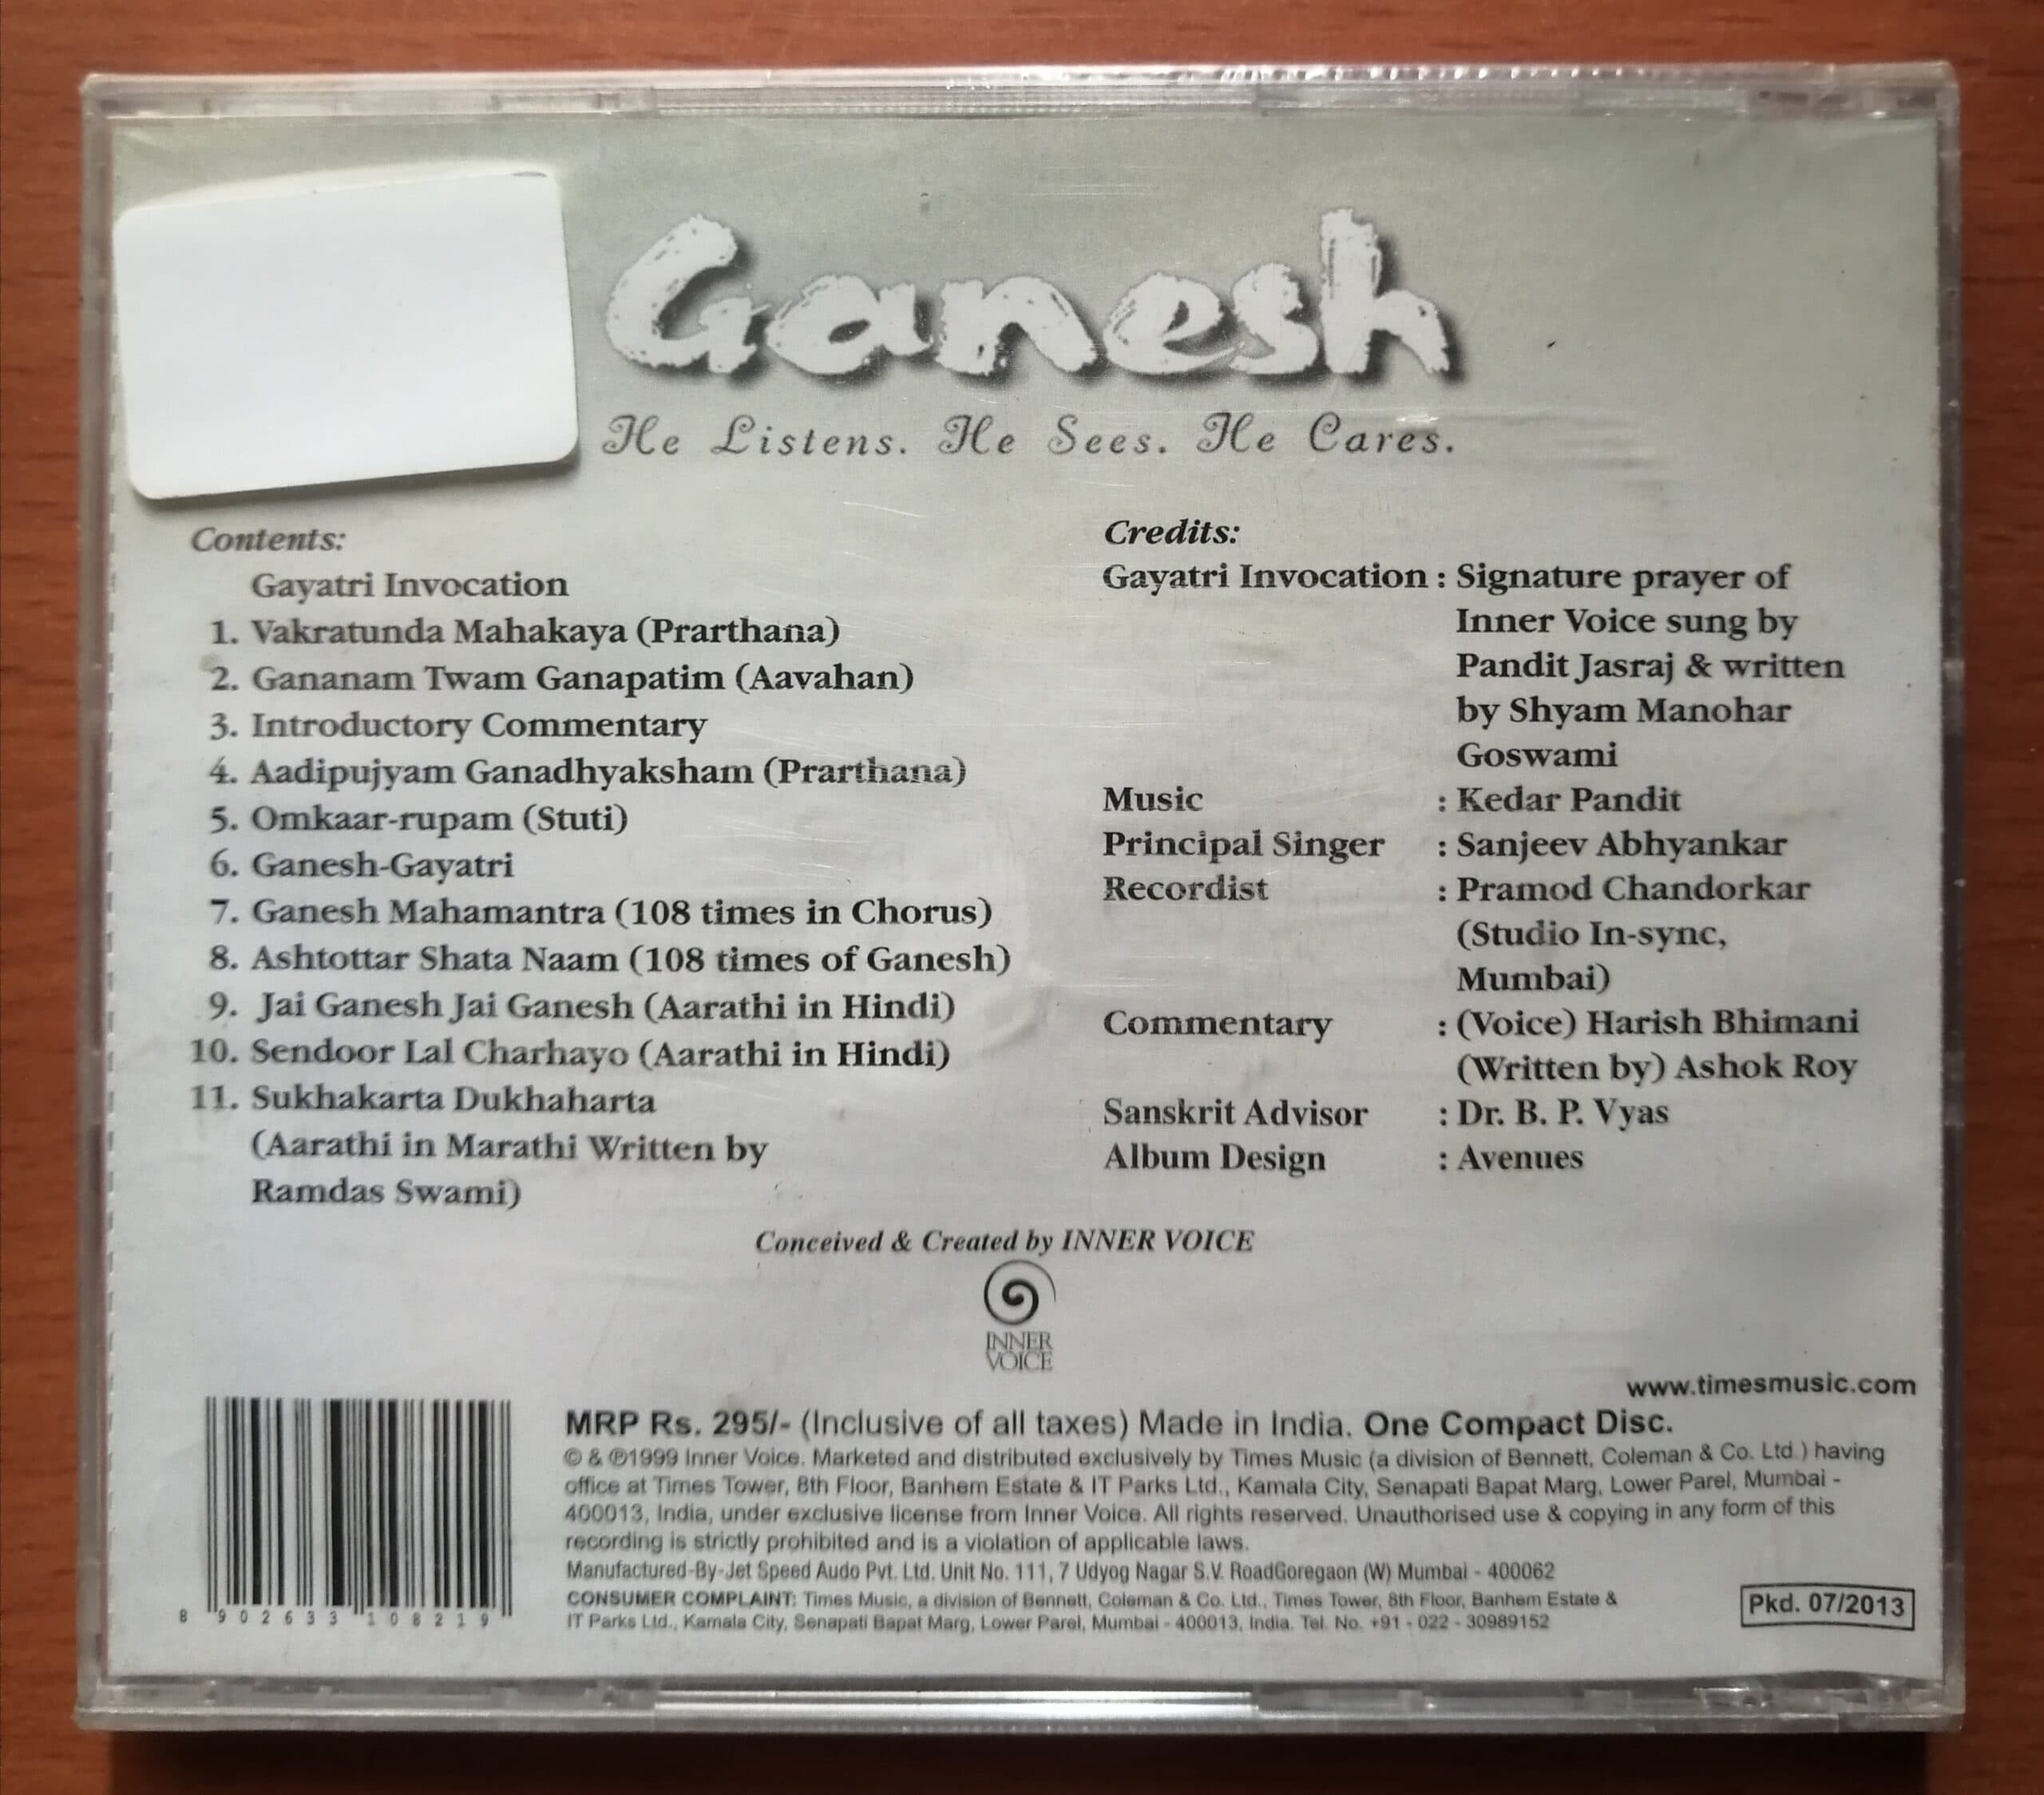 Ganesh
He Listens. He Sees. He Cares.
Contents:
Gayatri Invocation
1. Vakratunda Mahakaya (Prarthana)
2. Gananam Twam Ganapatim (Aavahan)
3. Introductory Commentary
4. Aadipujyam Ganadhyaksham (Prarthana)
5. Omkaar-rupam (Stuti)
6. Ganesh-Gayatri
7. Ganesh Mahamantra (108 times in Chorus)
8. Ashtottar Shata Naam (108 times of Ganesh)
9. Jai Ganesh Jai Ganesh (Aarathi in Hindi)
10. Sendoor Lal Charhayo (Aarathi in Hindi)
11. Sukhakarta Dukhaharta
(Aarathi in Marathi Written by
Ramdas Swami)
Credits:
Gayatri Invocation : Signature prayer of
Inner Voice sung by
Pandit Jasraj & written
by Shyam Manohar
Goswami
Music : Kedar Pandit
Principal Singer : Sanjeev Abhyankar
Recordist : Pramod Chandorkar
(Studio In-sync,
Mumbai)
Commentary : (Voice) Harish Bhimani
(Written by) Ashok Roy
Sanskrit Advisor : Dr. B. P. Vyas
Album Design : Avenues
Conceived & Created by INNER VOICE
INNER
VOICE
www.timesmusic.com
MRP Rs. 295/- (Inclusive of all taxes) Made in India. One Compact Disc.
© & ℗1999 Inner Voice. Marketed and distributed exclusively by Times Music (a division of Bennett, Coleman & Co. Ltd.) having
office at Times Tower, 8th Floor, Banhem Estate & IT Parks Ltd., Kamala City, Senapati Bapat Marg, Lower Parel, Mumbai -
400013, India, under exclusive license from Inner Voice. All rights reserved. Unauthorised use & copying in any form of this
recording is strictly prohibited and is a violation of applicable laws.
Manufactured-By-Jet Speed Audo Pvt. Ltd. Unit No. 111, 7 Udyog Nagar S.V. RoadGoregaon (W) Mumbai - 400062
CONSUMER COMPLAINT: Times Music, a division of Bennett, Coleman & Co. Ltd., Times Tower, 8th Floor, Banhem Estate &
IT Parks Ltd., Kamala City, Senapati Bapat Marg, Lower Parel, Mumbai - 400013, India. Tel. No. +91 - 022 - 30989152
8 902633 108219
Pkd. 07/2013